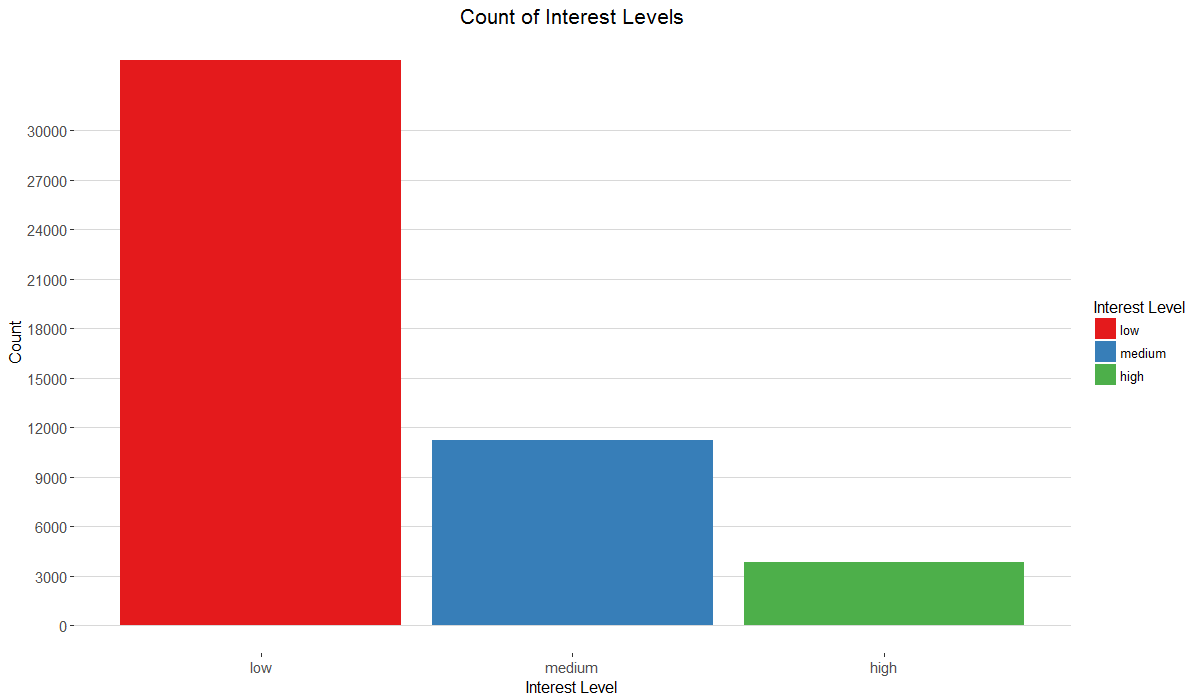 Count of Interest Levels
30000
27000
24000
21000
18000
15000
12000
9000
6000
3000
0
Count
low
medium
high
Interest Level
Interest Level
low
medium
high